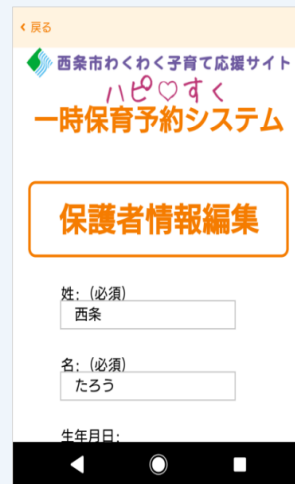 < 戻る
西条市わくわく子育て応援サイト
ハピ♡すく
一時保育予約システム
保護者情報編集
姓:(必須)
西条
名:(必須)
たろう
生年月日: